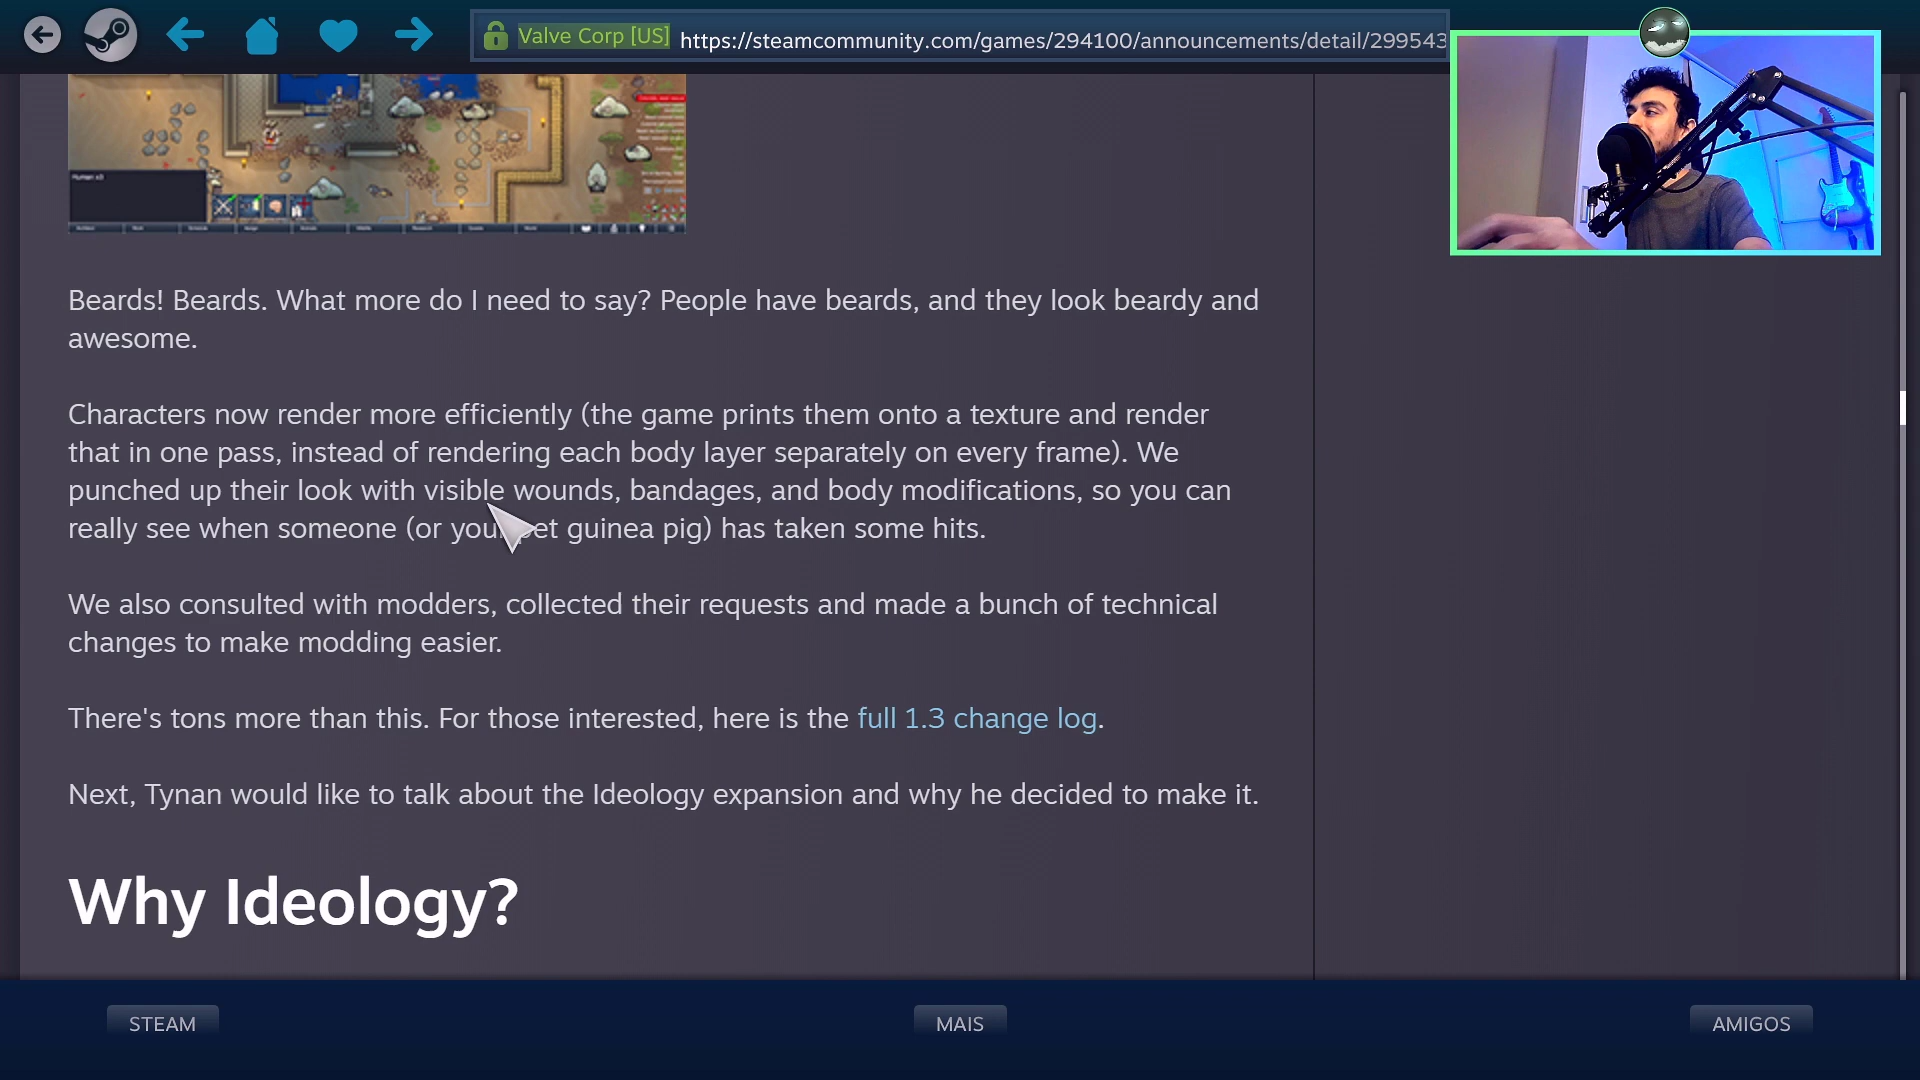 Valve Corp [US] https://steamcommunity.com/games/294100/announcements/detail/299543
Beards! Beards. What more do I need to say? People have beards, and they look beardy and
awesome.
Characters now render more efficiently (the game prints them onto a texture and render
that in one pass, instead of rendering each body layer separately on every frame). We
punched up their look with visible wounds, bandages, and body modifications, so you can
really see when someone (or your pet guinea pig) has taken some hits.
We also consulted with modders, collected their requests and made a bunch of technical
changes to make modding easier.
There's tons more than this. For those interested, here is the full 1.3 change log.
Next, Tynan would like to talk about the Ideology expansion and why he decided to make it.
Why Ideology?
STEAM
MAIS
AMIGOS